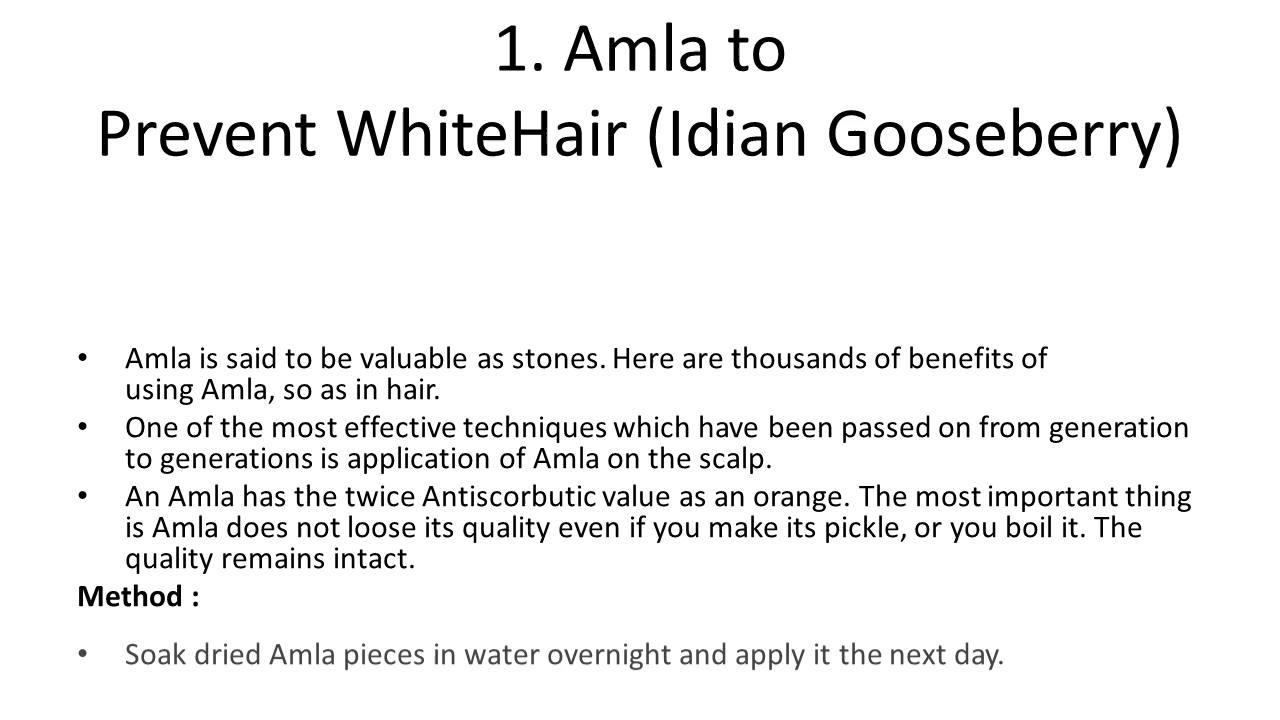 1. Amla to
Prevent WhiteHair (Idian Gooseberry)
• Amla is said to be valuable as stones. Here are thousands of benefits of
using Amla, so as in hair.
• One of the most effective techniques which have been passed on from generation
to generations is application of Amla on the scalp.
• An Amla has the twice Antiscorbutic value as an orange. The most important thing
is Amla does not loose its quality even if you make its pickle, or you boil it. The
quality remains intact.
Method :
• Soak dried Amla pieces in water overnight and apply it the next day.